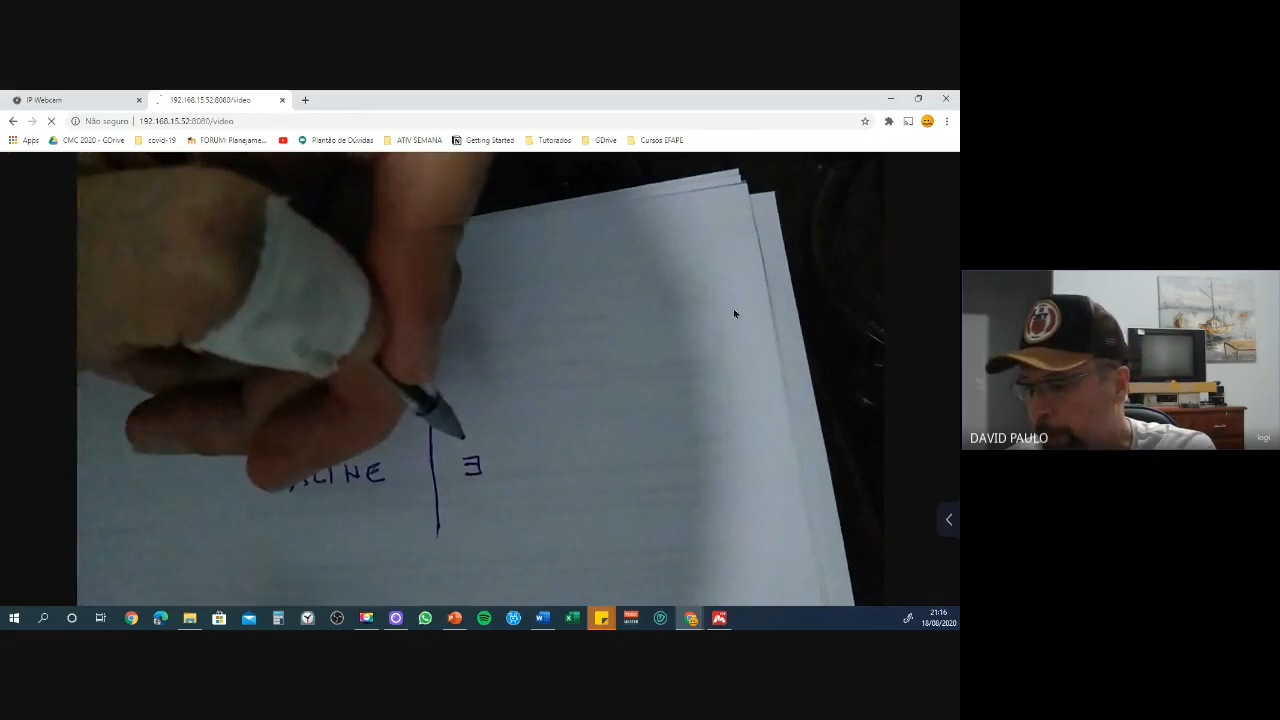 IP Webcam
192.168.15.52:8080/video
Não seguro
192.168.15.52:8080/video
Apps
CMC 2020 - GDrive
covid-19
FORUM: Planejame...
Plantão de Dúvidas
ATIV SEMANA
Getting Started
Tutorados
GDrive
Cursos EFAPE
DAVID PAULO
logi
21:16
18/08/2020